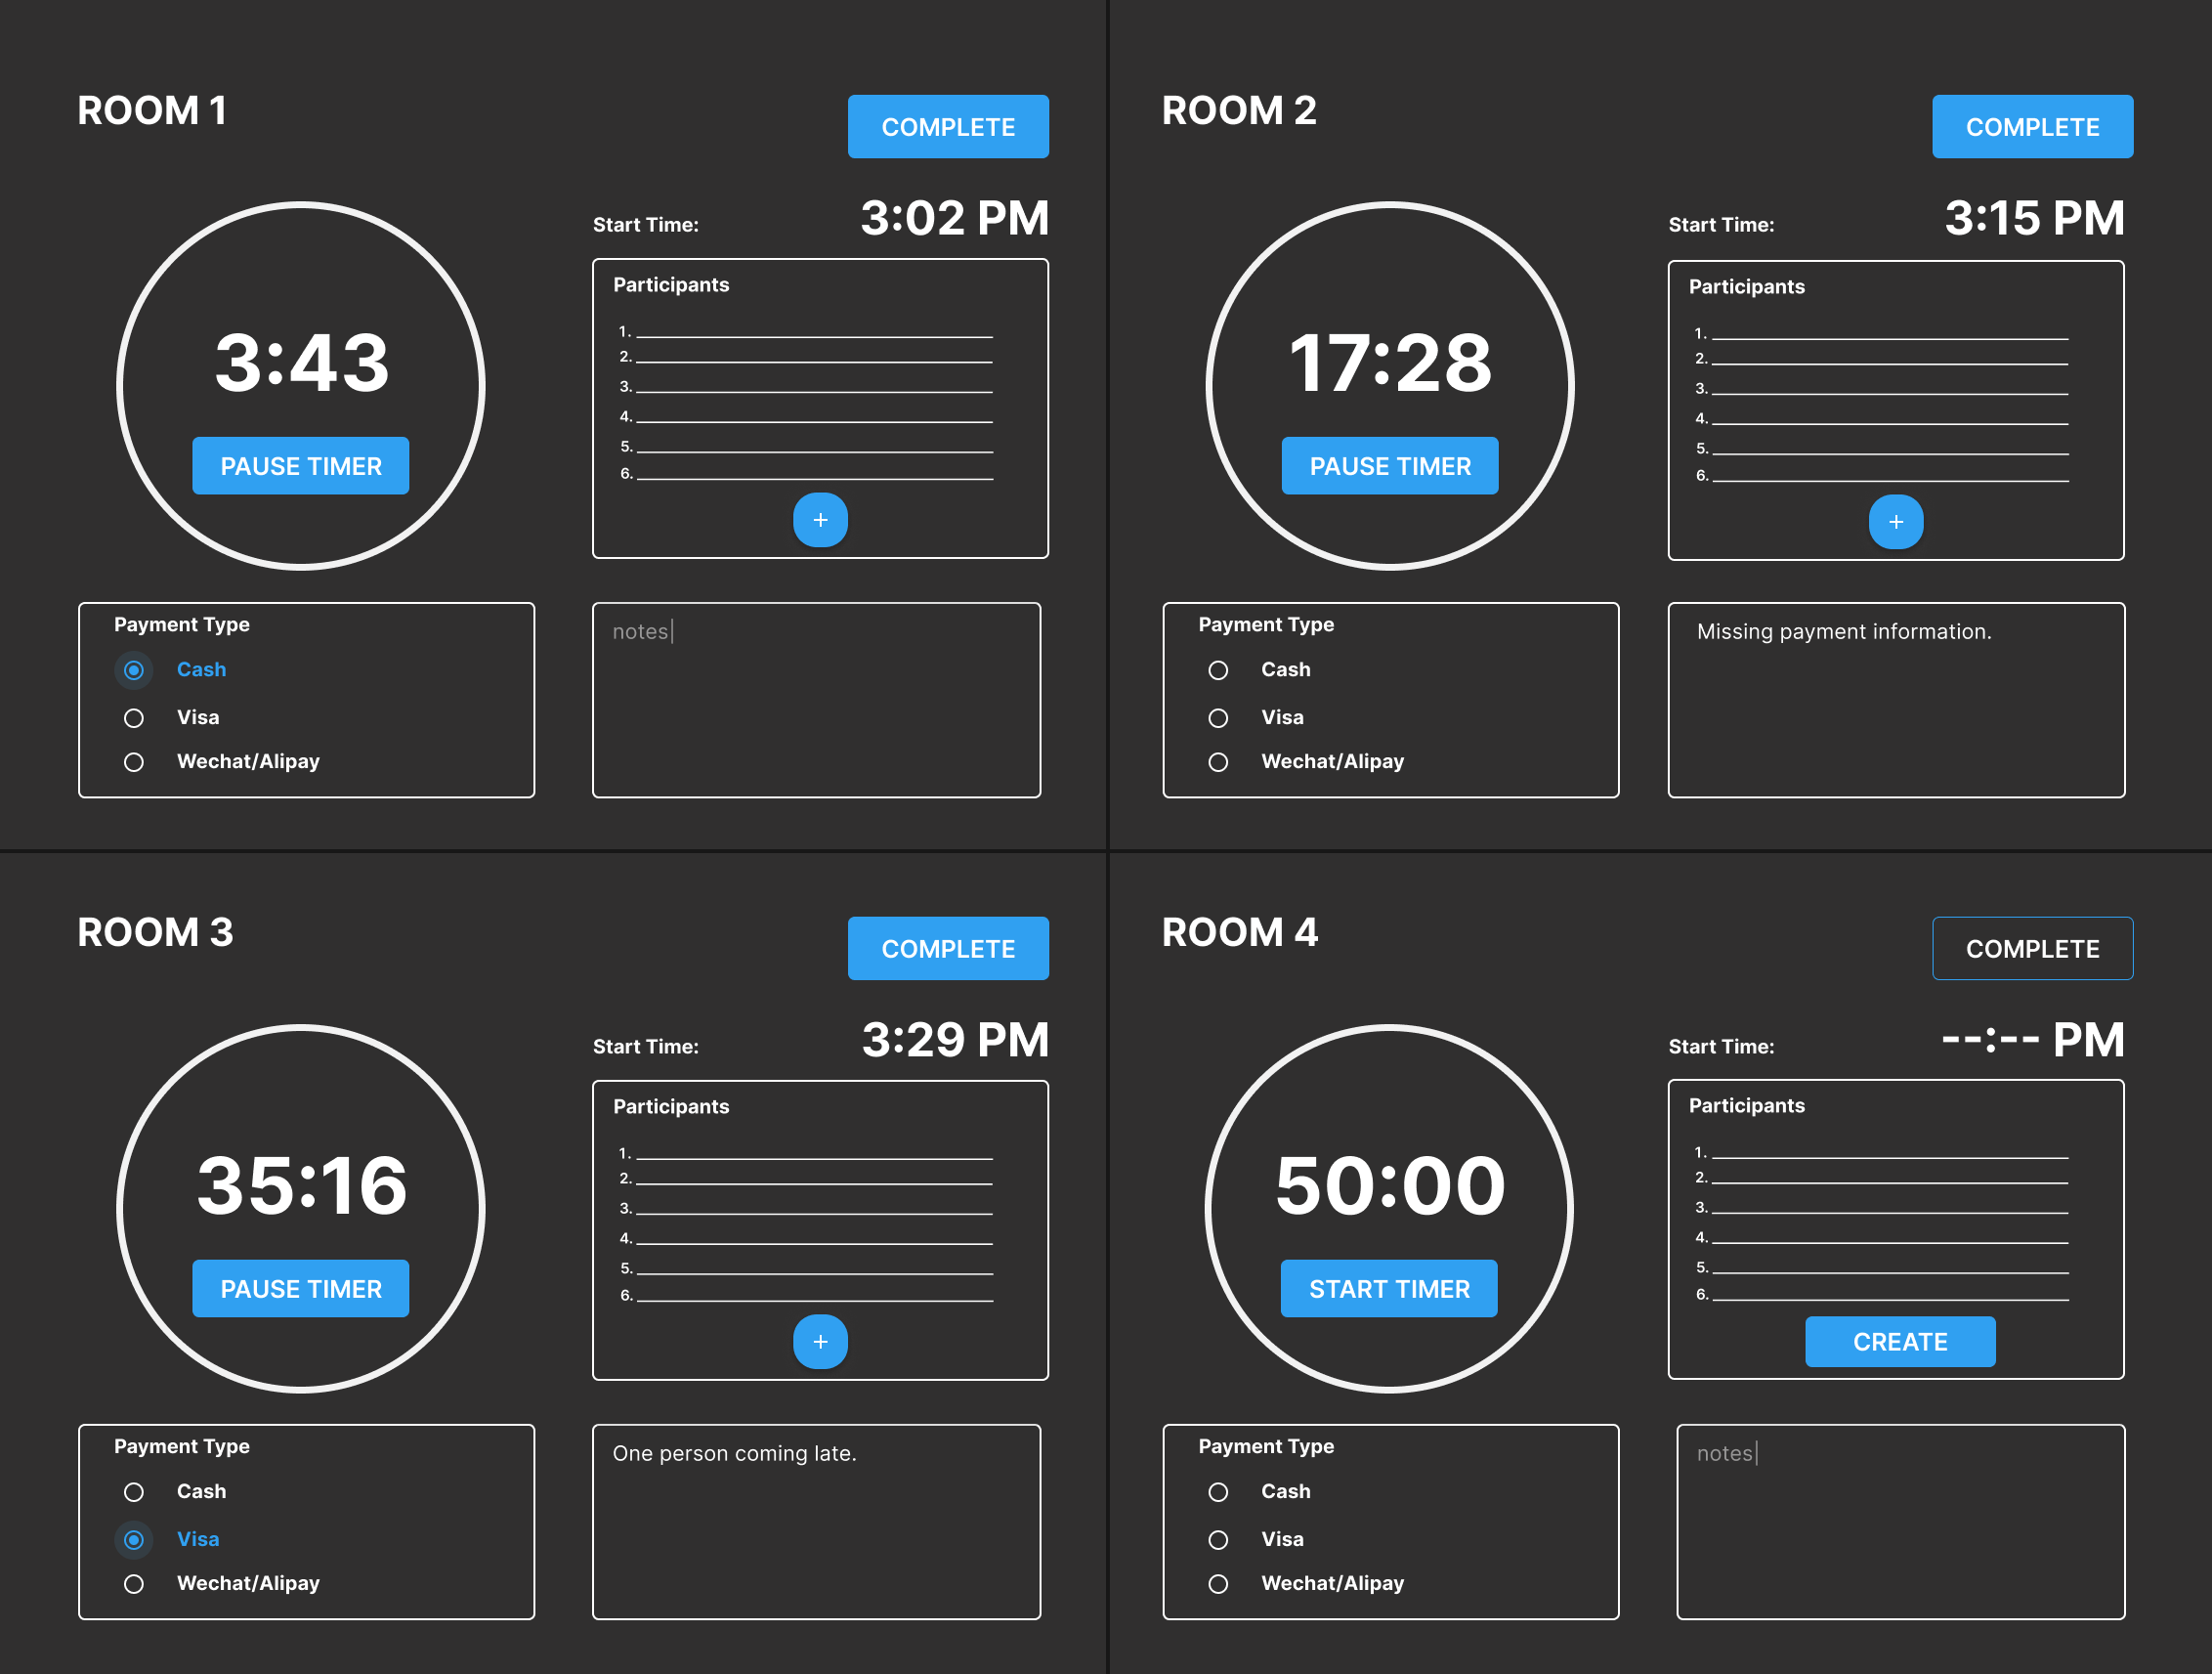 ROOM 1
COMPLETE
Start Time: 3:02 PM
3:43
PAUSE TIMER
Participants
1.
2.
3.
4.
5.
6.
+
Payment Type
Cash
Visa
Wechat/Alipay
notes
ROOM 2
COMPLETE
Start Time: 3:15 PM
17:28
PAUSE TIMER
Participants
1.
2.
3.
4.
5.
6.
+
Payment Type
Cash
Visa
Wechat/Alipay
Missing payment information.
ROOM 3
COMPLETE
Start Time: 3:29 PM
35:16
PAUSE TIMER
Participants
1.
2.
3.
4.
5.
6.
+
Payment Type
Cash
Visa
Wechat/Alipay
One person coming late.
ROOM 4
COMPLETE
Start Time: --:-- PM
50:00
START TIMER
Participants
1.
2.
3.
4.
5.
6.
CREATE
Payment Type
Cash
Visa
Wechat/Alipay
notes